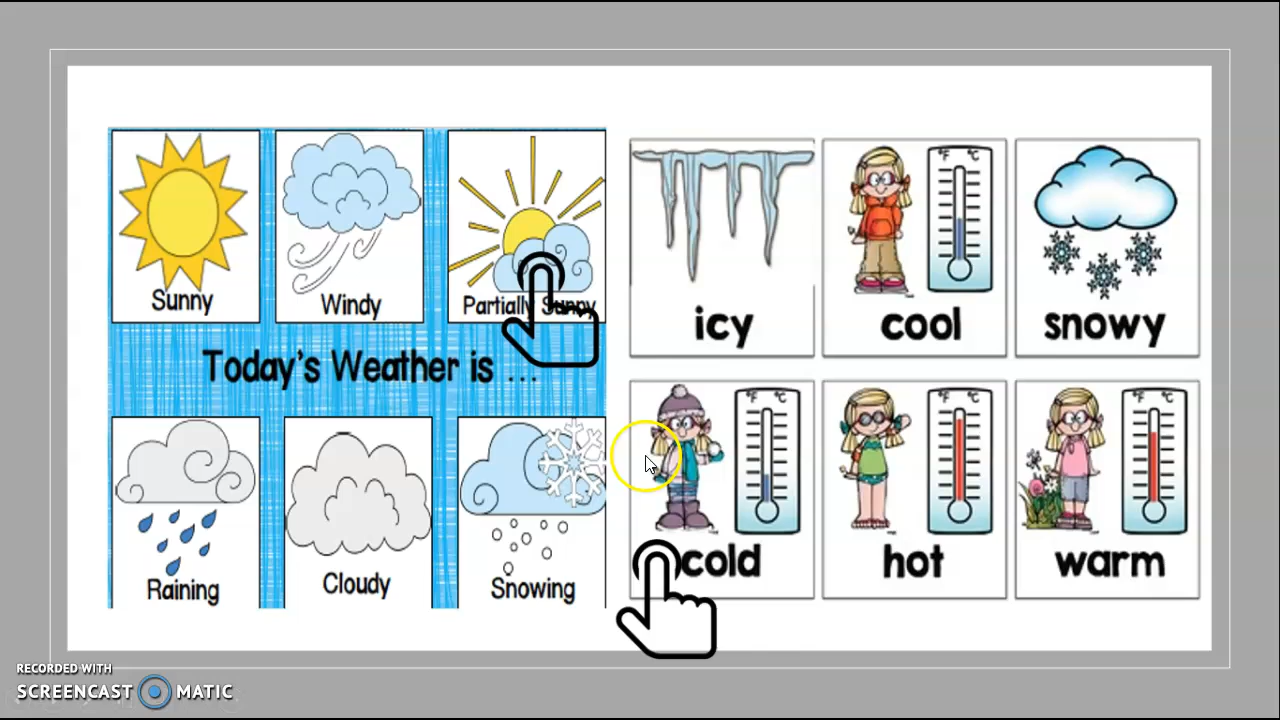 Sunny
Windy
Partially Sunny
Today's Weather is ...
Raining
Cloudy
Snowing
icy
°F °C
cool
snowy
°F °C
cold
°F °C
hot
°F °C
warm
RECORDED WITH
SCREENCAST MATIC